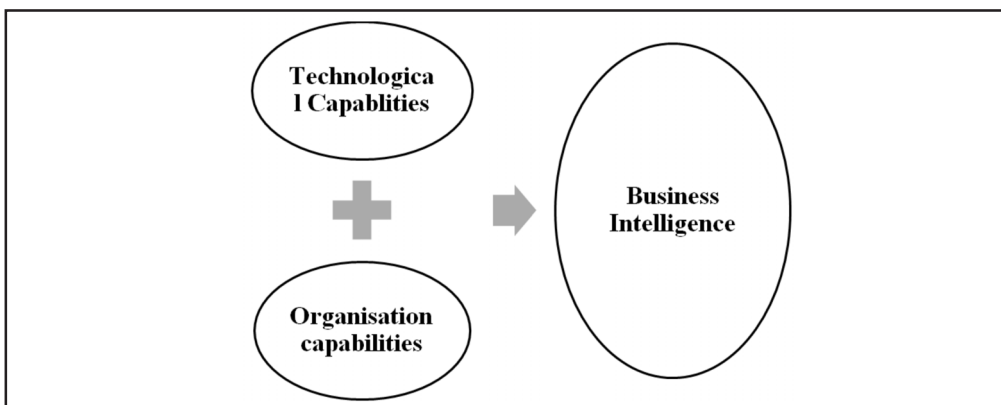 Technologica
l Capablities
Organisation
capabilities
Business
Intelligence